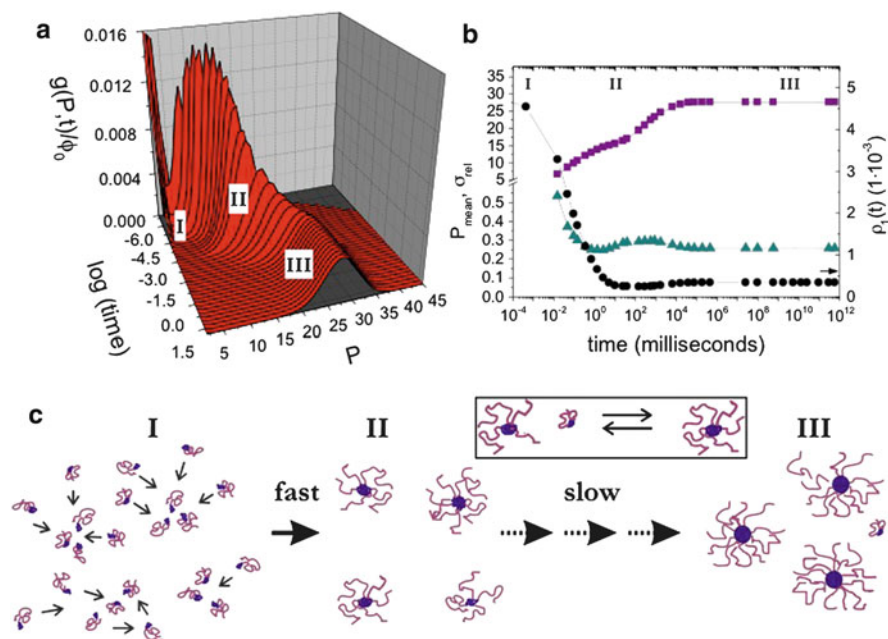 a
0.016
0.012
0.008
0.004
0.000
g(P,t)/ϕ₀
I
II
III
-6.0
-4.5
-3.0
-1.5
0.0
1.5
log (time)
5
10
15
20
25
30
35
40
45
P
b
35
30
25
20
15
10
5
0.4
0.3
0.2
0.1
0.0
P_mean, σ_rel
I
II
III
5
4
3
2
1
0
ρ₁(t) (1·10⁻³)
10⁻⁴ 10⁻² 10⁰ 10² 10⁴ 10⁶ 10⁸ 10¹⁰ 10¹²
time (milliseconds)
c
I
II
III
fast
slow